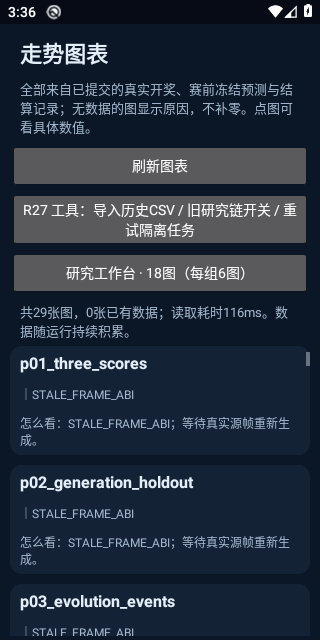 3:36
走势图表
全部来自已提交的真实开奖、赛前冻结预测与结
算记录；无数据的图显示原因，不补零。点图可
看具体数值。
刷新图表
R27 工具：导入历史CSV / 旧研究链开关 / 重
试隔离任务
研究工作台 · 18图（每组6图）
共29张图，0张已有数据；读取耗时116ms。数
据随运行持续积累。
p01_three_scores
｜STALE_FRAME_ABI
怎么看：STALE_FRAME_ABI；等待真实源帧重新生
成。
p02_generation_holdout
｜STALE_FRAME_ABI
怎么看：STALE_FRAME_ABI；等待真实源帧重新生
成。
p03_evolution_events
｜STALE_FRAME_ABI